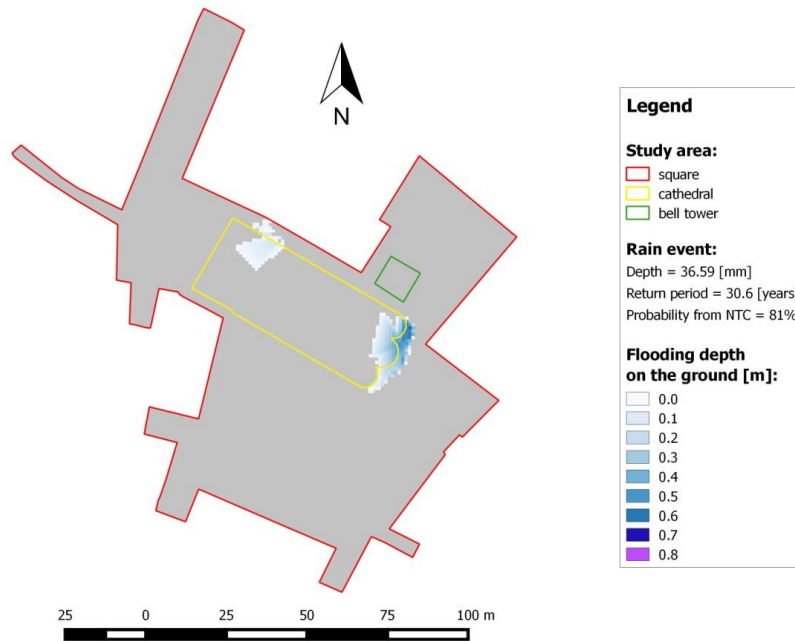 N
Legend
Study area:
square
cathedral
bell tower
Rain event:
Depth = 36.59 [mm]
Return period = 30.6 [years]
Probability from NTC = 81%
Flooding depth
on the ground [m]:
0.0
0.1
0.2
0.3
0.4
0.5
0.6
0.7
0.8
25 0 25 50 75 100 m